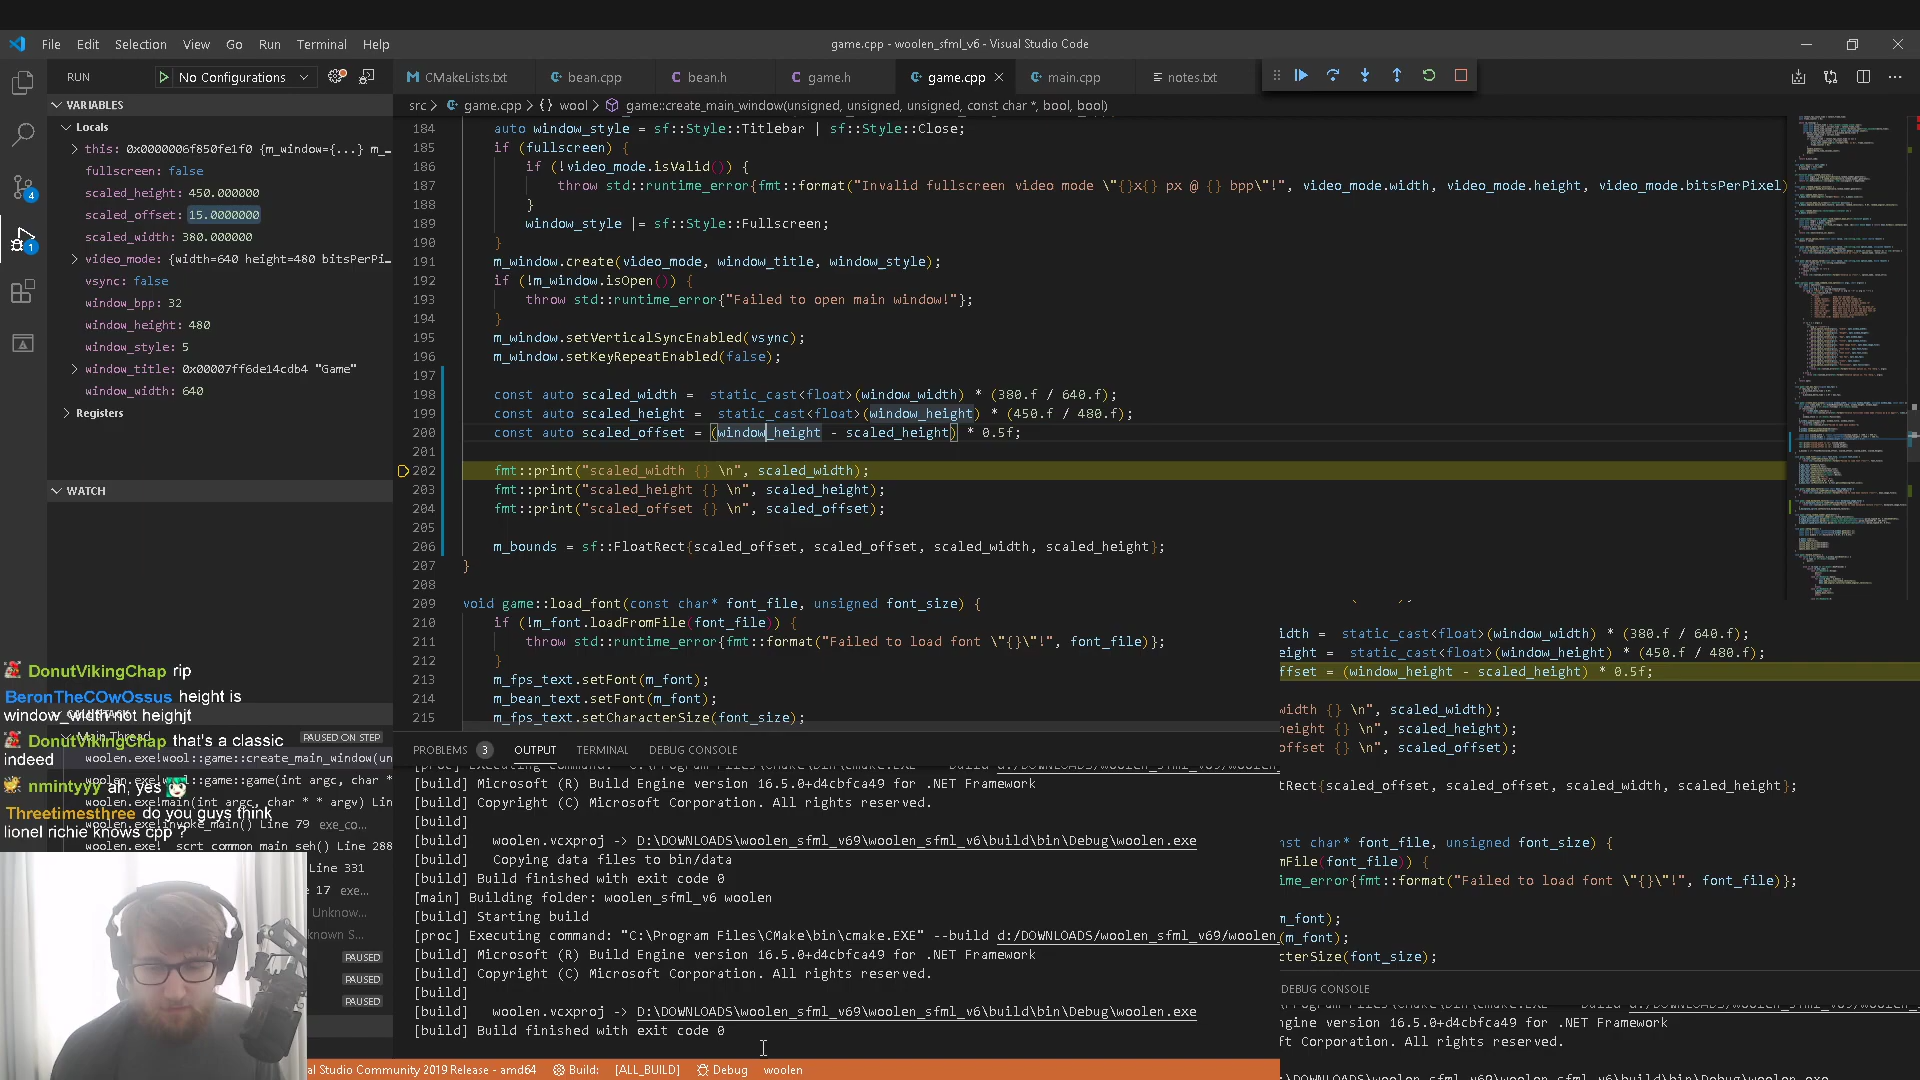 File Edit Selection View Go Run Terminal Help
game.cpp - woolen_sfml_v6 - Visual Studio Code
RUN No Configurations
CMakeLists.txt bean.cpp bean.h game.h game.cpp main.cpp notes.txt
src > game.cpp > {} wool > game::create_main_window(unsigned, unsigned, unsigned, const char *, bool, bool)
VARIABLES
Locals
this: 0x0000006f850fe1f0 {m_window={...} m_…
fullscreen: false
scaled_height: 450.000000
scaled_offset: 15.0000000
scaled_width: 380.000000
video_mode: {width=640 height=480 bitsPerPi…
vsync: false
window_bpp: 32
window_height: 480
window_style: 5
window_title: 0x00007ff6de14cdb4 "Game"
window_width: 640
Registers
WATCH
4
1
184 auto window_style = sf::Style::Titlebar | sf::Style::Close;
185 if (fullscreen) {
186 if (!video_mode.isValid()) {
187 throw std::runtime_error{fmt::format("Invalid fullscreen video mode \"{}x{} px @ {} bpp\"!", video_mode.width, video_mode.height, video_mode.bitsPerPixel)
188 }
189 window_style |= sf::Style::Fullscreen;
190 }
191 m_window.create(video_mode, window_title, window_style);
192 if (!m_window.isOpen()) {
193 throw std::runtime_error{"Failed to open main window!"};
194 }
195 m_window.setVerticalSyncEnabled(vsync);
196 m_window.setKeyRepeatEnabled(false);
197
198 const auto scaled_width = static_cast<float>(window_width) * (380.f / 640.f);
199 const auto scaled_height = static_cast<float>(window_height) * (450.f / 480.f);
200 const auto scaled_offset = (window_height - scaled_height) * 0.5f;
201
202 fmt::print("scaled_width {} \n", scaled_width);
203 fmt::print("scaled_height {} \n", scaled_height);
204 fmt::print("scaled_offset {} \n", scaled_offset);
205
206 m_bounds = sf::FloatRect{scaled_offset, scaled_offset, scaled_width, scaled_height};
207 }
208
209 void game::load_font(const char* font_file, unsigned font_size) {
210 if (!m_font.loadFromFile(font_file)) {
211 throw std::runtime_error{fmt::format("Failed to load font \"{}\"!", font_file)};
212 }
213 m_fps_text.setFont(m_font);
214 m_bean_text.setFont(m_font);
215 m_fps_text.setCharacterSize(font_size);
DonutVikingChap rip
BeronTheCOwOssus height is
window_width not heighjt
DonutVikingChap that's a classic
indeed
nmintyyy ah, yes
Threetimesthree do you guys think
lionel richie knows cpp ?
PAUSED ON STEP
woolen.exe!wool::game::create_main_window(un
woolen.exe!wool::game::game(int argc, char *
woolen.exe!main(int argc, char * * argv) Lin
woolen.exe!invoke_main() Line 79 exe_co...
woolen.exe!__scrt_common_main_seh() Line 288
Line 331
17 exe...
Unknow...
known S...
PAUSED
PAUSED
PAUSED
PROBLEMS 3 OUTPUT TERMINAL DEBUG CONSOLE
[build] Microsoft (R) Build Engine version 16.5.0+d4cbfca49 for .NET Framework
[build] Copyright (C) Microsoft Corporation. All rights reserved.
[build]
[build] woolen.vcxproj -> D:\DOWNLOADS\woolen_sfml_v69\woolen_sfml_v6\build\bin\Debug\woolen.exe
[build] Copying data files to bin/data
[build] Build finished with exit code 0
[main] Building folder: woolen_sfml_v6 woolen
[build] Starting build
[proc] Executing command: "C:\Program Files\CMake\bin\cmake.EXE" --build d:/DOWNLOADS/woolen_sfml_v69/woolen_
[build] Microsoft (R) Build Engine version 16.5.0+d4cbfca49 for .NET Framework
[build] Copyright (C) Microsoft Corporation. All rights reserved.
[build]
[build] woolen.vcxproj -> D:\DOWNLOADS\woolen_sfml_v69\woolen_sfml_v6\build\bin\Debug\woolen.exe
[build] Build finished with exit code 0
al Studio Community 2019 Release - amd64 Build: [ALL_BUILD] Debug woolen
idth = static_cast<float>(window_width) * (380.f / 640.f);
eight = static_cast<float>(window_height) * (450.f / 480.f);
ffset = (window_height - scaled_height) * 0.5f;
width {} \n", scaled_width);
height {} \n", scaled_height);
offset {} \n", scaled_offset);
tRect{scaled_offset, scaled_offset, scaled_width, scaled_height};
nst char* font_file, unsigned font_size) {
mFile(font_file)) {
ime_error{fmt::format("Failed to load font \"{}\"!", font_file)};
m_font);
(m_font);
cterSize(font_size);
DEBUG CONSOLE
ngine version 16.5.0+d4cbfca49 for .NET Framework
ft Corporation. All rights reserved.